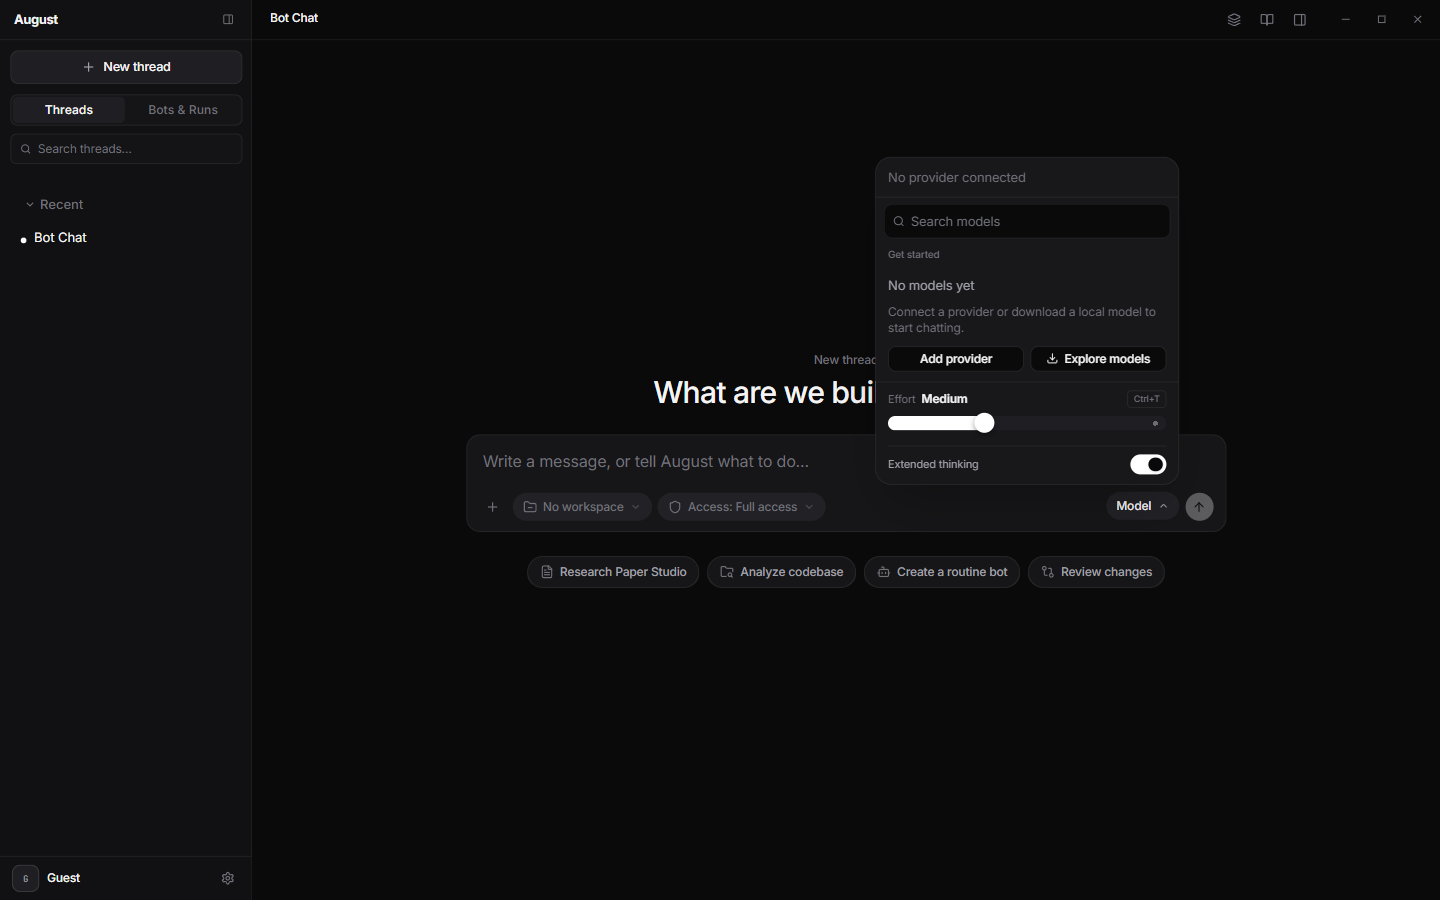 August
Bot Chat
New thread
Threads
Bots & Runs
Search threads...
Recent
Bot Chat
No provider connected
Search models
Get started
No models yet
Connect a provider or download a local model to
start chatting.
Add provider
Explore models
Effort Medium
Ctrl+T
Extended thinking
New thread
What are we bui
Write a message, or tell August what to do...
No workspace
Access: Full access
Model
Research Paper Studio
Analyze codebase
Create a routine bot
Review changes
G
Guest